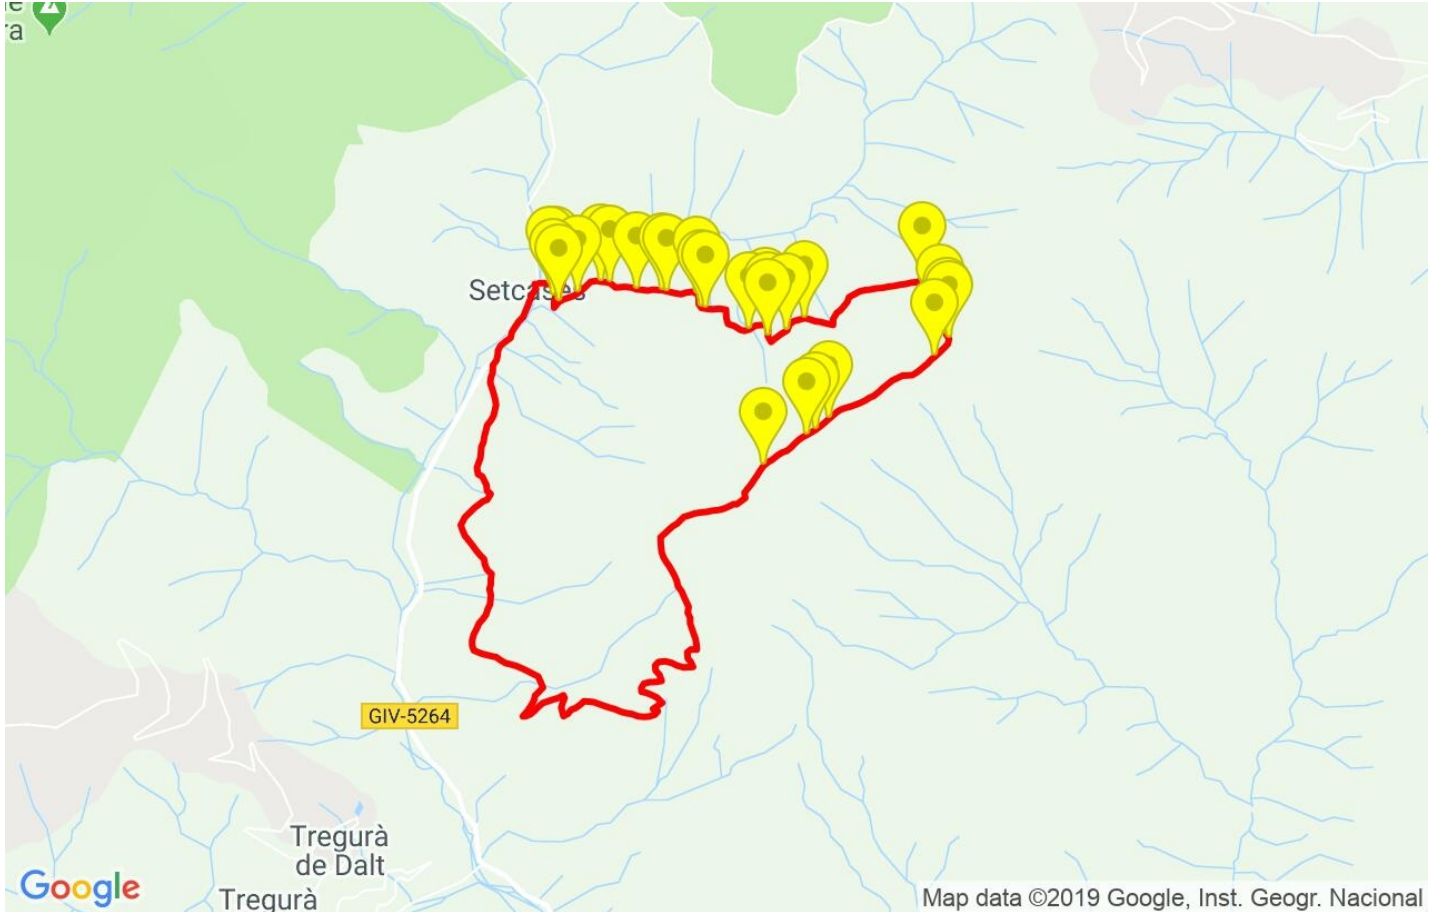 Setcases
GIV-5264
Tregurà
de Dalt
Tregurà
Google
Map data ©2019 Google, Inst. Geogr. Nacional